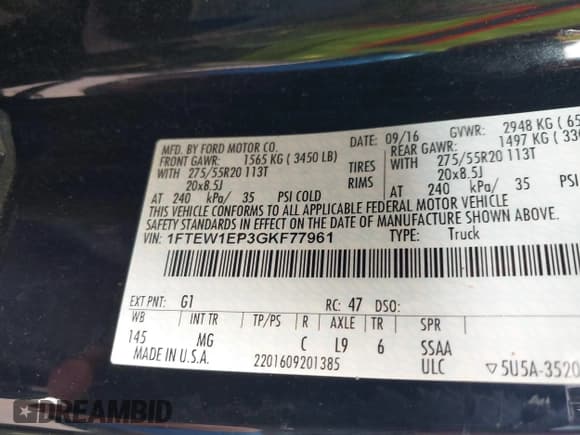 MFD. BY FORD MOTOR CO. DATE: 09/16 GVWR: 2948 KG ( 65
FRONT GAWR: 1565 KG ( 3450 LB) REAR GAWR: 1497 KG ( 330
WITH 275/55R20 113T TIRES WITH 275/55R20 113T
20x8.5J RIMS 20x8.5J
AT 240 kPa/ 35 PSI COLD AT 240 kPa/ 35 PSI
THIS VEHICLE CONFORMS TO ALL APPLICABLE FEDERAL MOTOR VEHICLE
SAFETY STANDARDS IN EFFECT ON THE DATE OF MANUFACTURE SHOWN ABOVE.
VIN: 1FTEW1EP3GKF77961 TYPE: Truck
EXT PNT: G1 RC: 47 DSO:
WB INT TR TP/PS R AXLE TR SPR
145 MG C L9 6 SSAA
MADE IN U.S.A. 2201609201385 ULC ▽5U5A-3520
DREAMBID